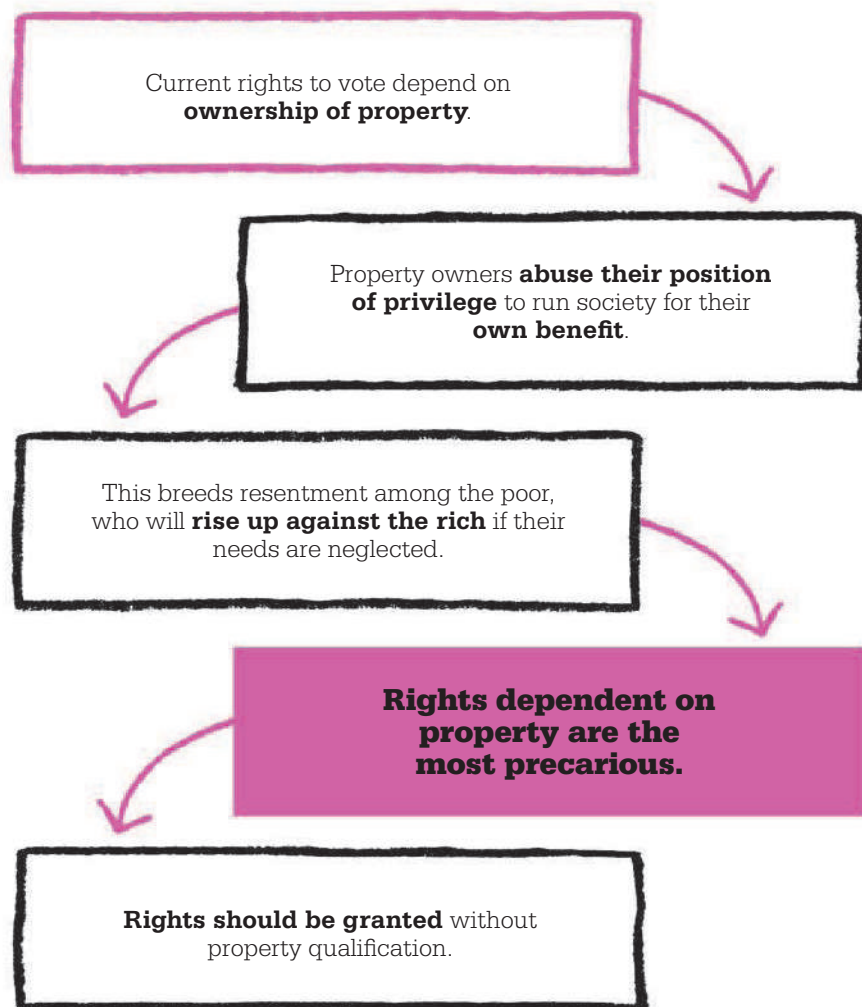 Current rights to vote depend on
ownership of property.
Property owners abuse their position
of privilege to run society for their
own benefit.
This breeds resentment among the poor,
who will rise up against the rich if their
needs are neglected.
Rights dependent on
property are the
most precarious.
Rights should be granted without
property qualification.